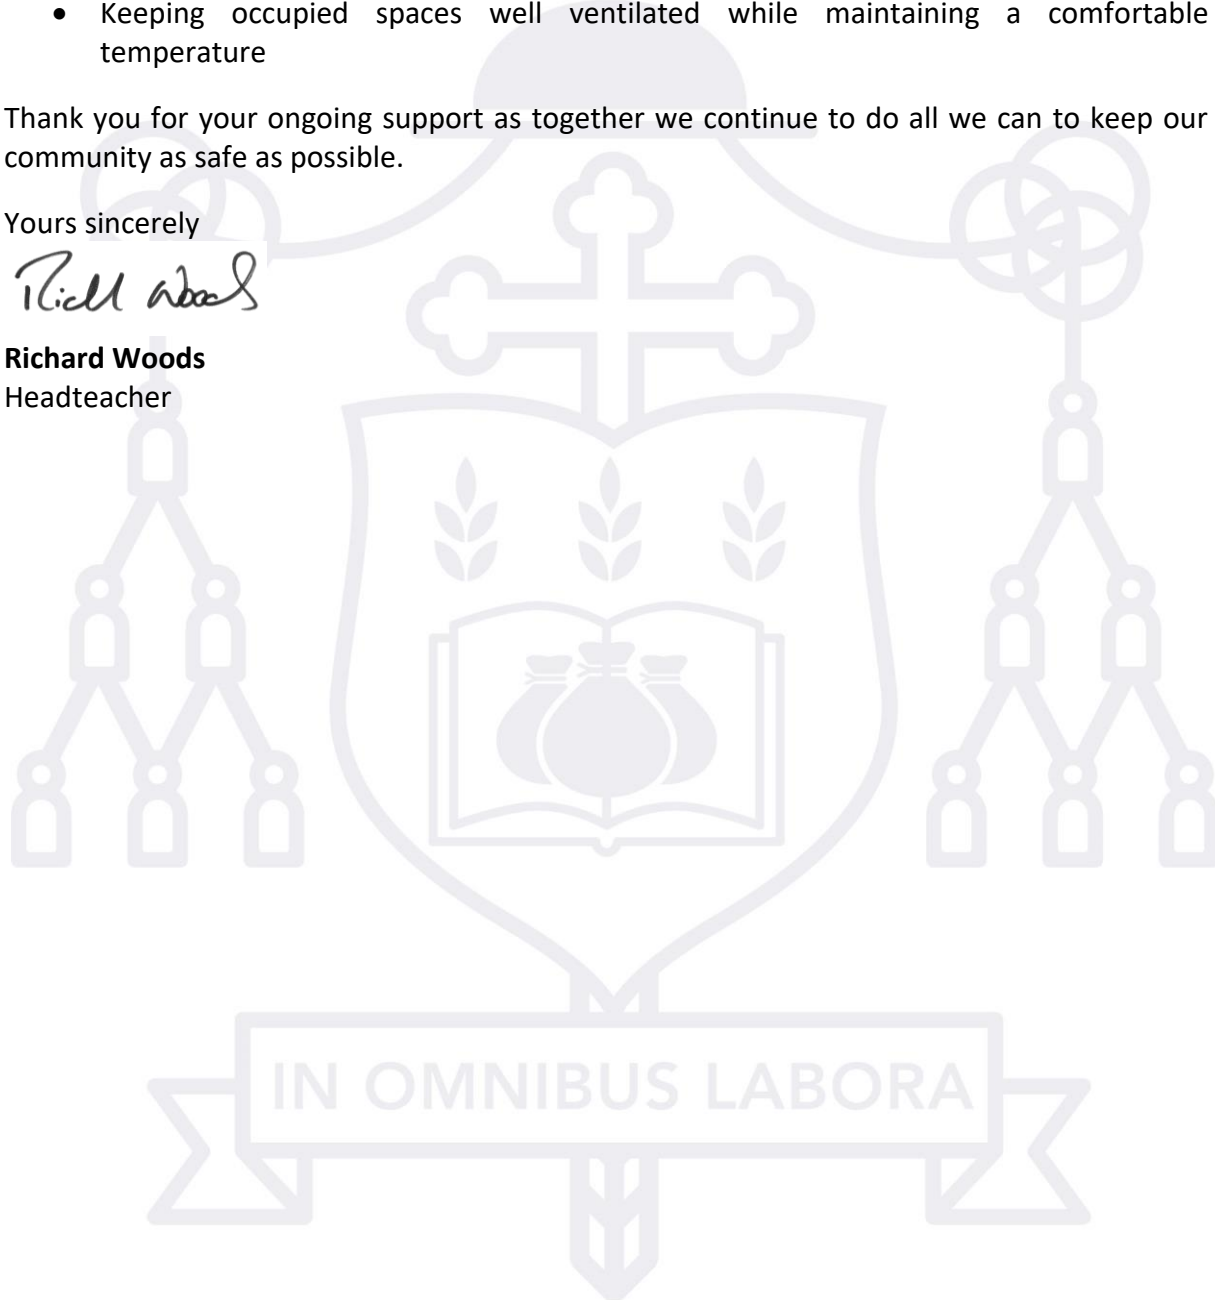 • Keeping occupied spaces well ventilated while maintaining a comfortable
temperature
Thank you for your ongoing support as together we continue to do all we can to keep our
community as safe as possible.
Yours sincerely
Rich Woods
Richard Woods
Headteacher
IN OMNIBUS LABORA